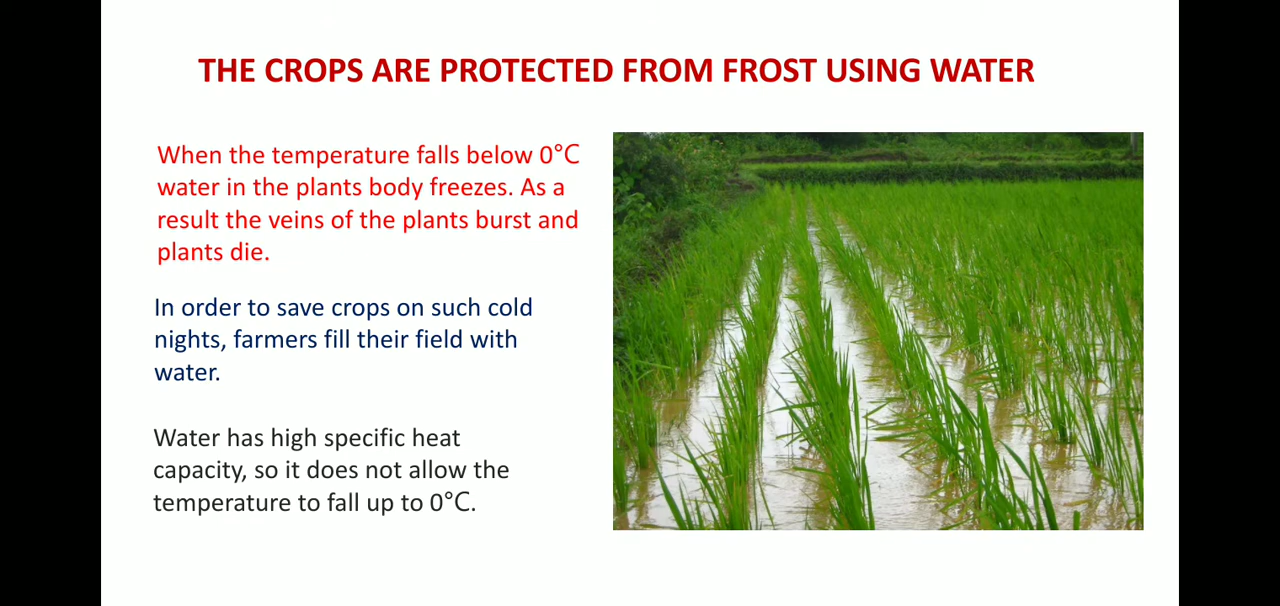 THE CROPS ARE PROTECTED FROM FROST USING WATER
When the temperature falls below 0°C
water in the plants body freezes. As a
result the veins of the plants burst and
plants die.
In order to save crops on such cold
nights, farmers fill their field with
water.
Water has high specific heat
capacity, so it does not allow the
temperature to fall up to 0°C.